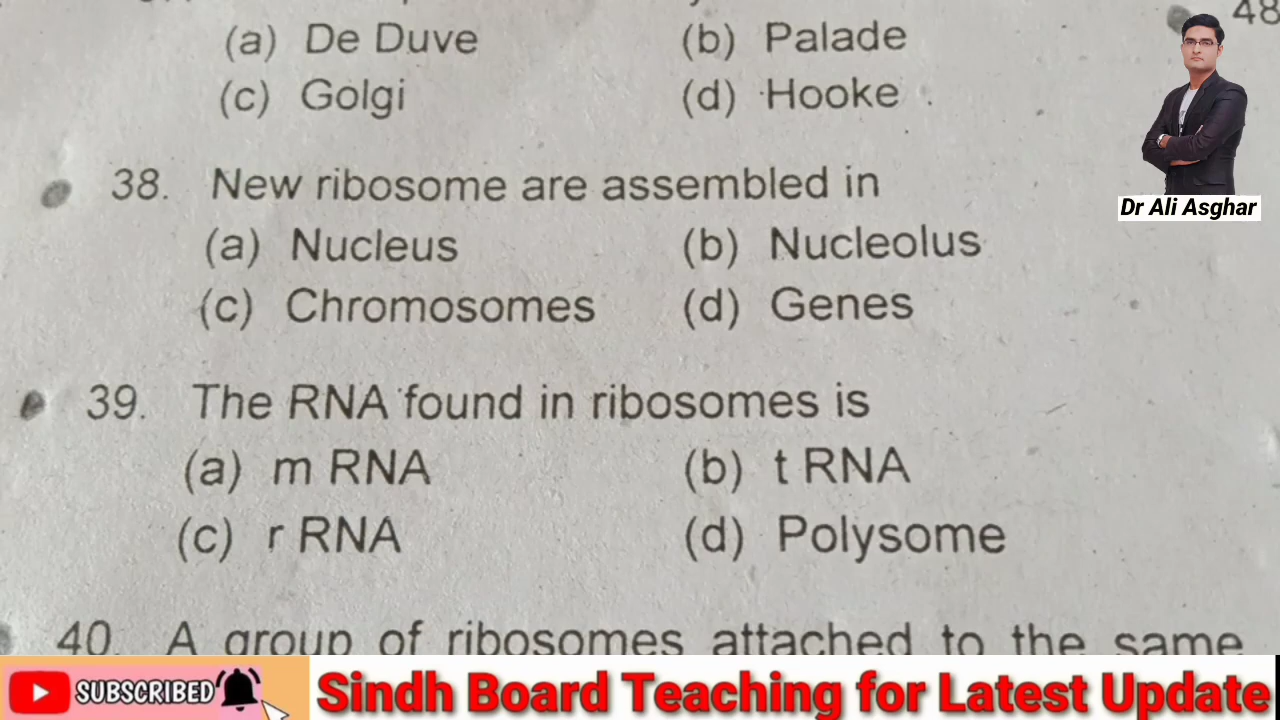 48
(a) De Duve (b) Palade
(c) Golgi (d) Hooke
Dr Ali Asghar
38. New ribosome are assembled in
(a) Nucleus (b) Nucleolus
(c) Chromosomes (d) Genes
39. The RNA found in ribosomes is
(a) m RNA (b) t RNA
(c) r RNA (d) Polysome
40. A group of ribosomes attached to the same
SUBSCRIBED
Sindh Board Teaching for Latest Update